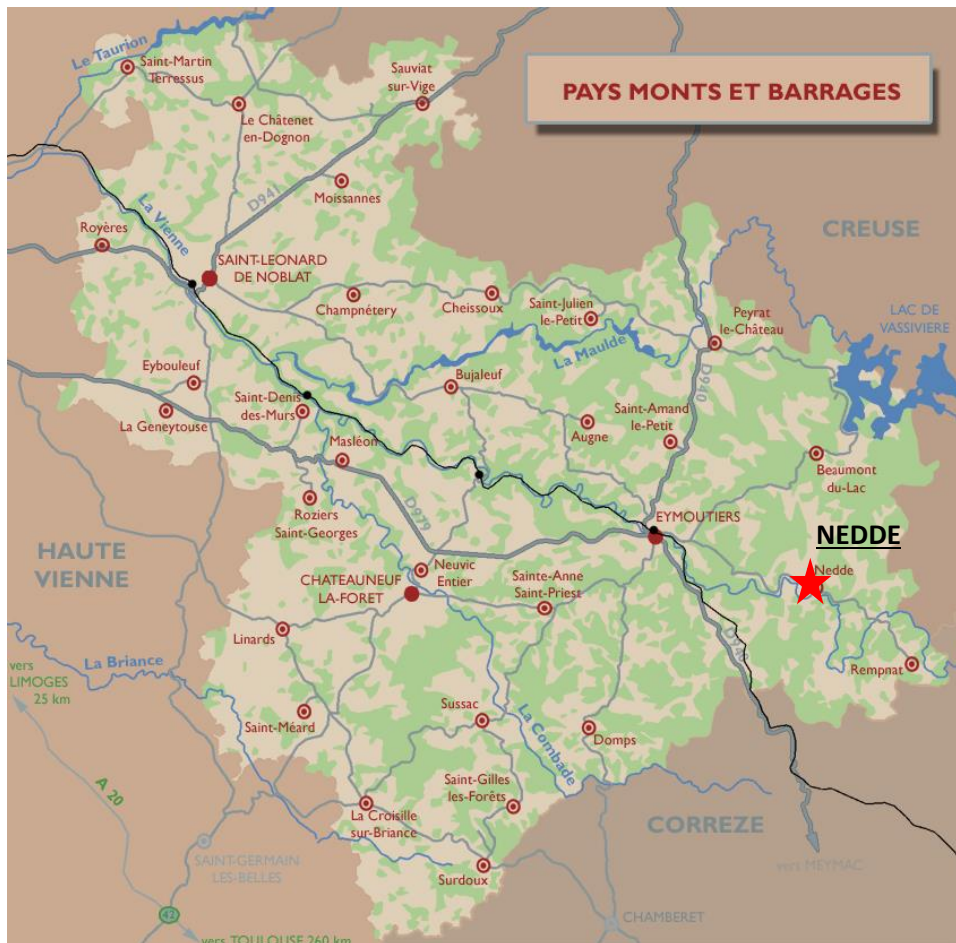 PAYS MONTS ET BARRAGES
Le Taurion
Saint-Martin
Terressus
Sauviat
sur-Vige
Le Châtenet
en-Dognon
Moissannes
D941
La Vienne
Royères
CREUSE
SAINT-LEONARD
DE NOBLAT
Champnétery
Cheissoux
Saint-Julien
le-Petit
Peyrat
le-Château
LAC DE
VASSIVIERE
La Maulde
Eybouleuf
Bujaleuf
D940
Saint-Denis
des-Murs
La Geneytouse
Augne
Saint-Amand
le-Petit
Masléon
Beaumont
du-Lac
Roziers
Saint-Georges
D979
EYMOUTIERS
NEDDE
HAUTE
VIENNE
Nedde
Neuvic
Entier
CHATEAUNEUF
LA-FORET
Sainte-Anne
Saint-Priest
Linards
D940
La Briance
vers
LIMOGES
25 km
Rempnat
Saint-Méard
Sussac
La Combade
Domps
A 20
Saint-Gilles
les-Forêts
La Croisille
sur-Briance
CORREZE
SAINT-GERMAIN
LES-BELLES
Surdoux
vers MEYMAC
42
CHAMBERET
vers TOULOUSE 260 km